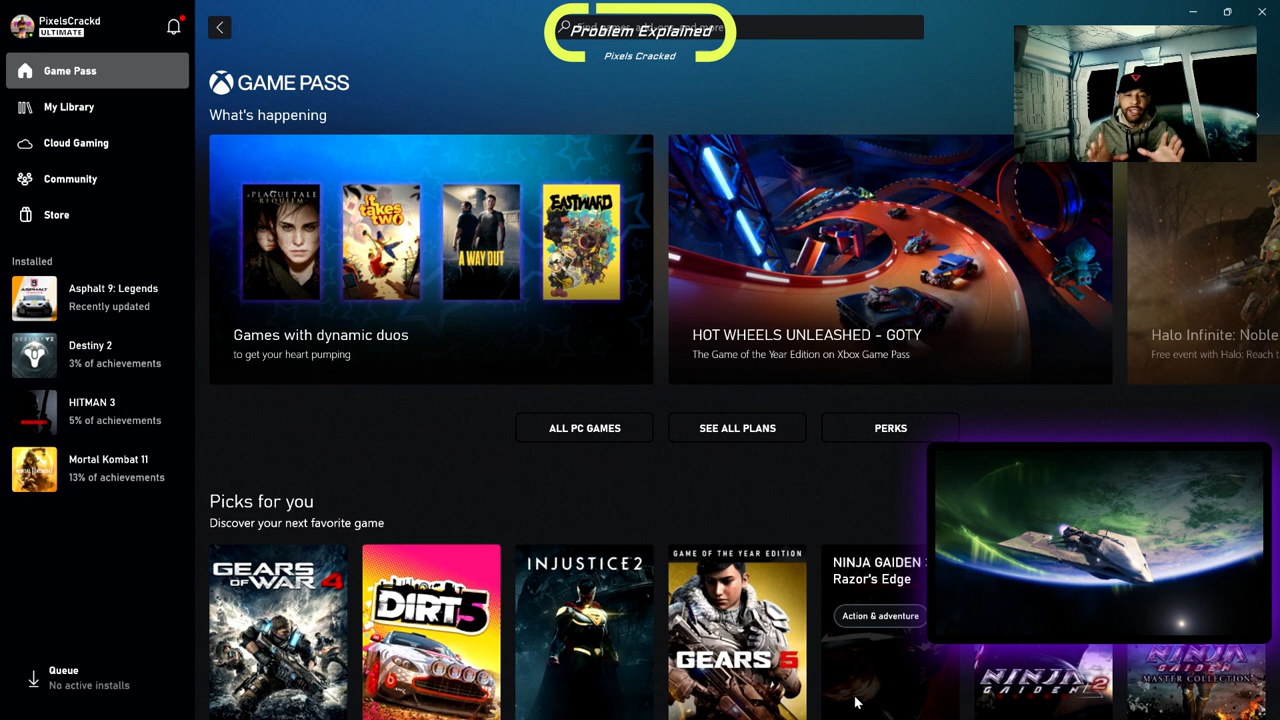 PixelsCrackd
ULTIMATE
Game Pass
My Library
Cloud Gaming
Community
Store
Installed
Asphalt 9: Legends
Recently updated
Destiny 2
3% of achievements
HITMAN 3
5% of achievements
Mortal Kombat 11
13% of achievements
Queue
No active installs
Find games, add-ons, and more
Problem Explained
Pixels Cracked
GAME PASS
What's happening
A PLAGUE TALE
REQUIEM
it takes two
A WAY OUT
EASTWARD
Games with dynamic duos
to get your heart pumping
HOT WHEELS UNLEASHED - GOTY
The Game of the Year Edition on Xbox Game Pass
Halo Infinite: Noble
Free event with Halo: Reach
ALL PC GAMES
SEE ALL PLANS
PERKS
Picks for you
Discover your next favorite game
GEARS OF WAR 4
DIRT 5
INJUSTICE 2
GAME OF THE YEAR EDITION
GEARS 5
NINJA GAIDEN
Razor's Edge
Action & adventure
NINJA GAIDEN 2
NINJA GAIDEN
MASTER COLLECTION